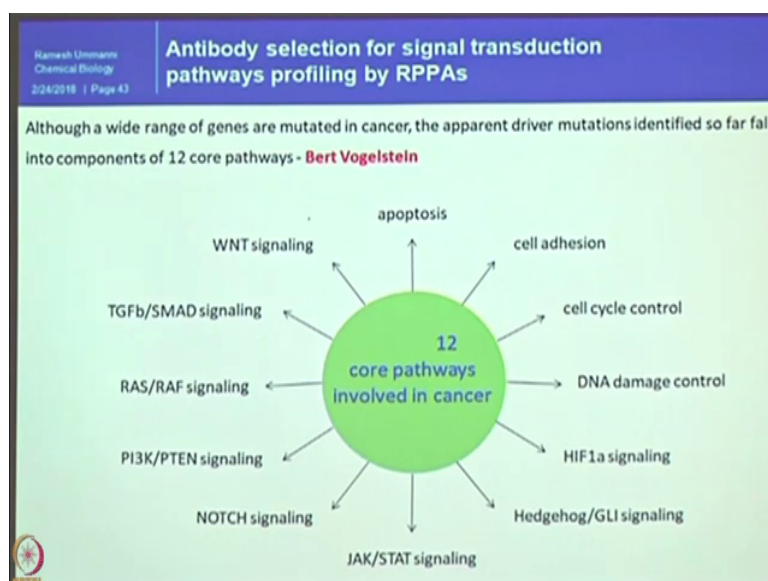 Ramesh Ummanni
Chemical Biology
2/24/2018 | Page 43
Antibody selection for signal transduction
pathways profiling by RPPAs
Although a wide range of genes are mutated in cancer, the apparent driver mutations identified so far fal
into components of 12 core pathways - Bert Vogelstein
apoptosis
WNT signaling
cell adhesion
TGFb/SMAD signaling
cell cycle control
12
core pathways
involved in cancer
RAS/RAF signaling
DNA damage control
PI3K/PTEN signaling
HIF1a signaling
NOTCH signaling
Hedgehog/GLI signaling
JAK/STAT signaling